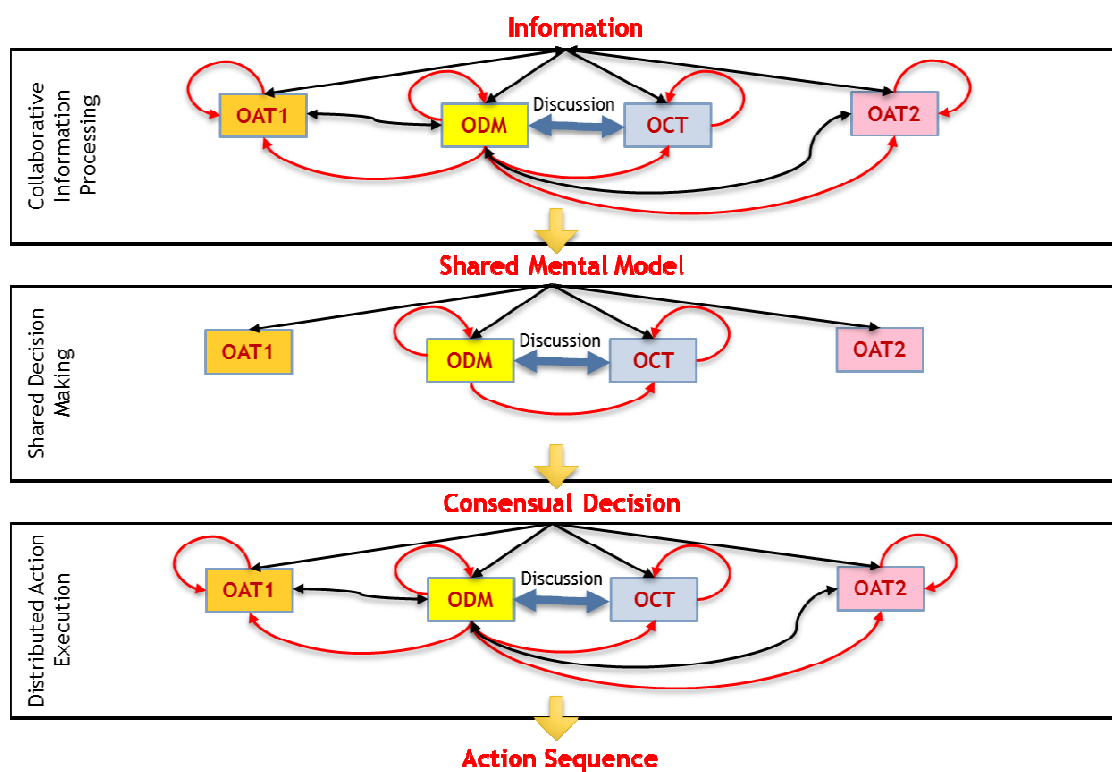 Information
Collaborative
Information
Processing
OAT1
ODM
Discussion
OCT
OAT2
Shared Mental Model
Shared Decision
Making
OAT1
ODM
Discussion
OCT
OAT2
Consensual Decision
Distributed Action
Execution
OAT1
ODM
Discussion
OCT
OAT2
Action Sequence